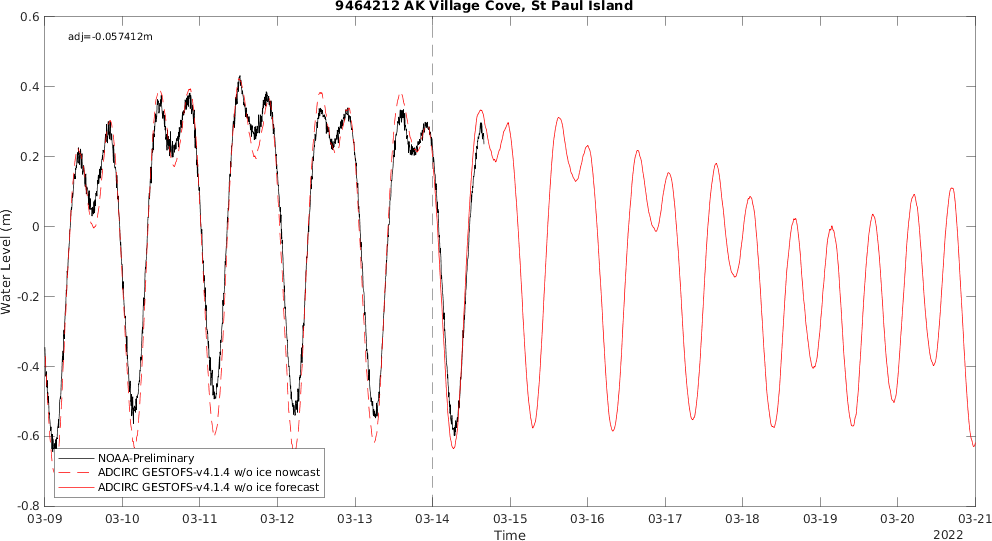 9464212 AK Village Cove, St Paul Island
adj=-0.057412m
Water Level (m)
0.6
0.4
0.2
0
-0.2
-0.4
-0.6
-0.8
NOAA-Preliminary
ADCIRC GESTOFS-v4.1.4 w/o ice nowcast
ADCIRC GESTOFS-v4.1.4 w/o ice forecast
03-09 03-10 03-11 03-12 03-13 03-14 03-15 03-16 03-17 03-18 03-19 03-20 03-21
Time
2022